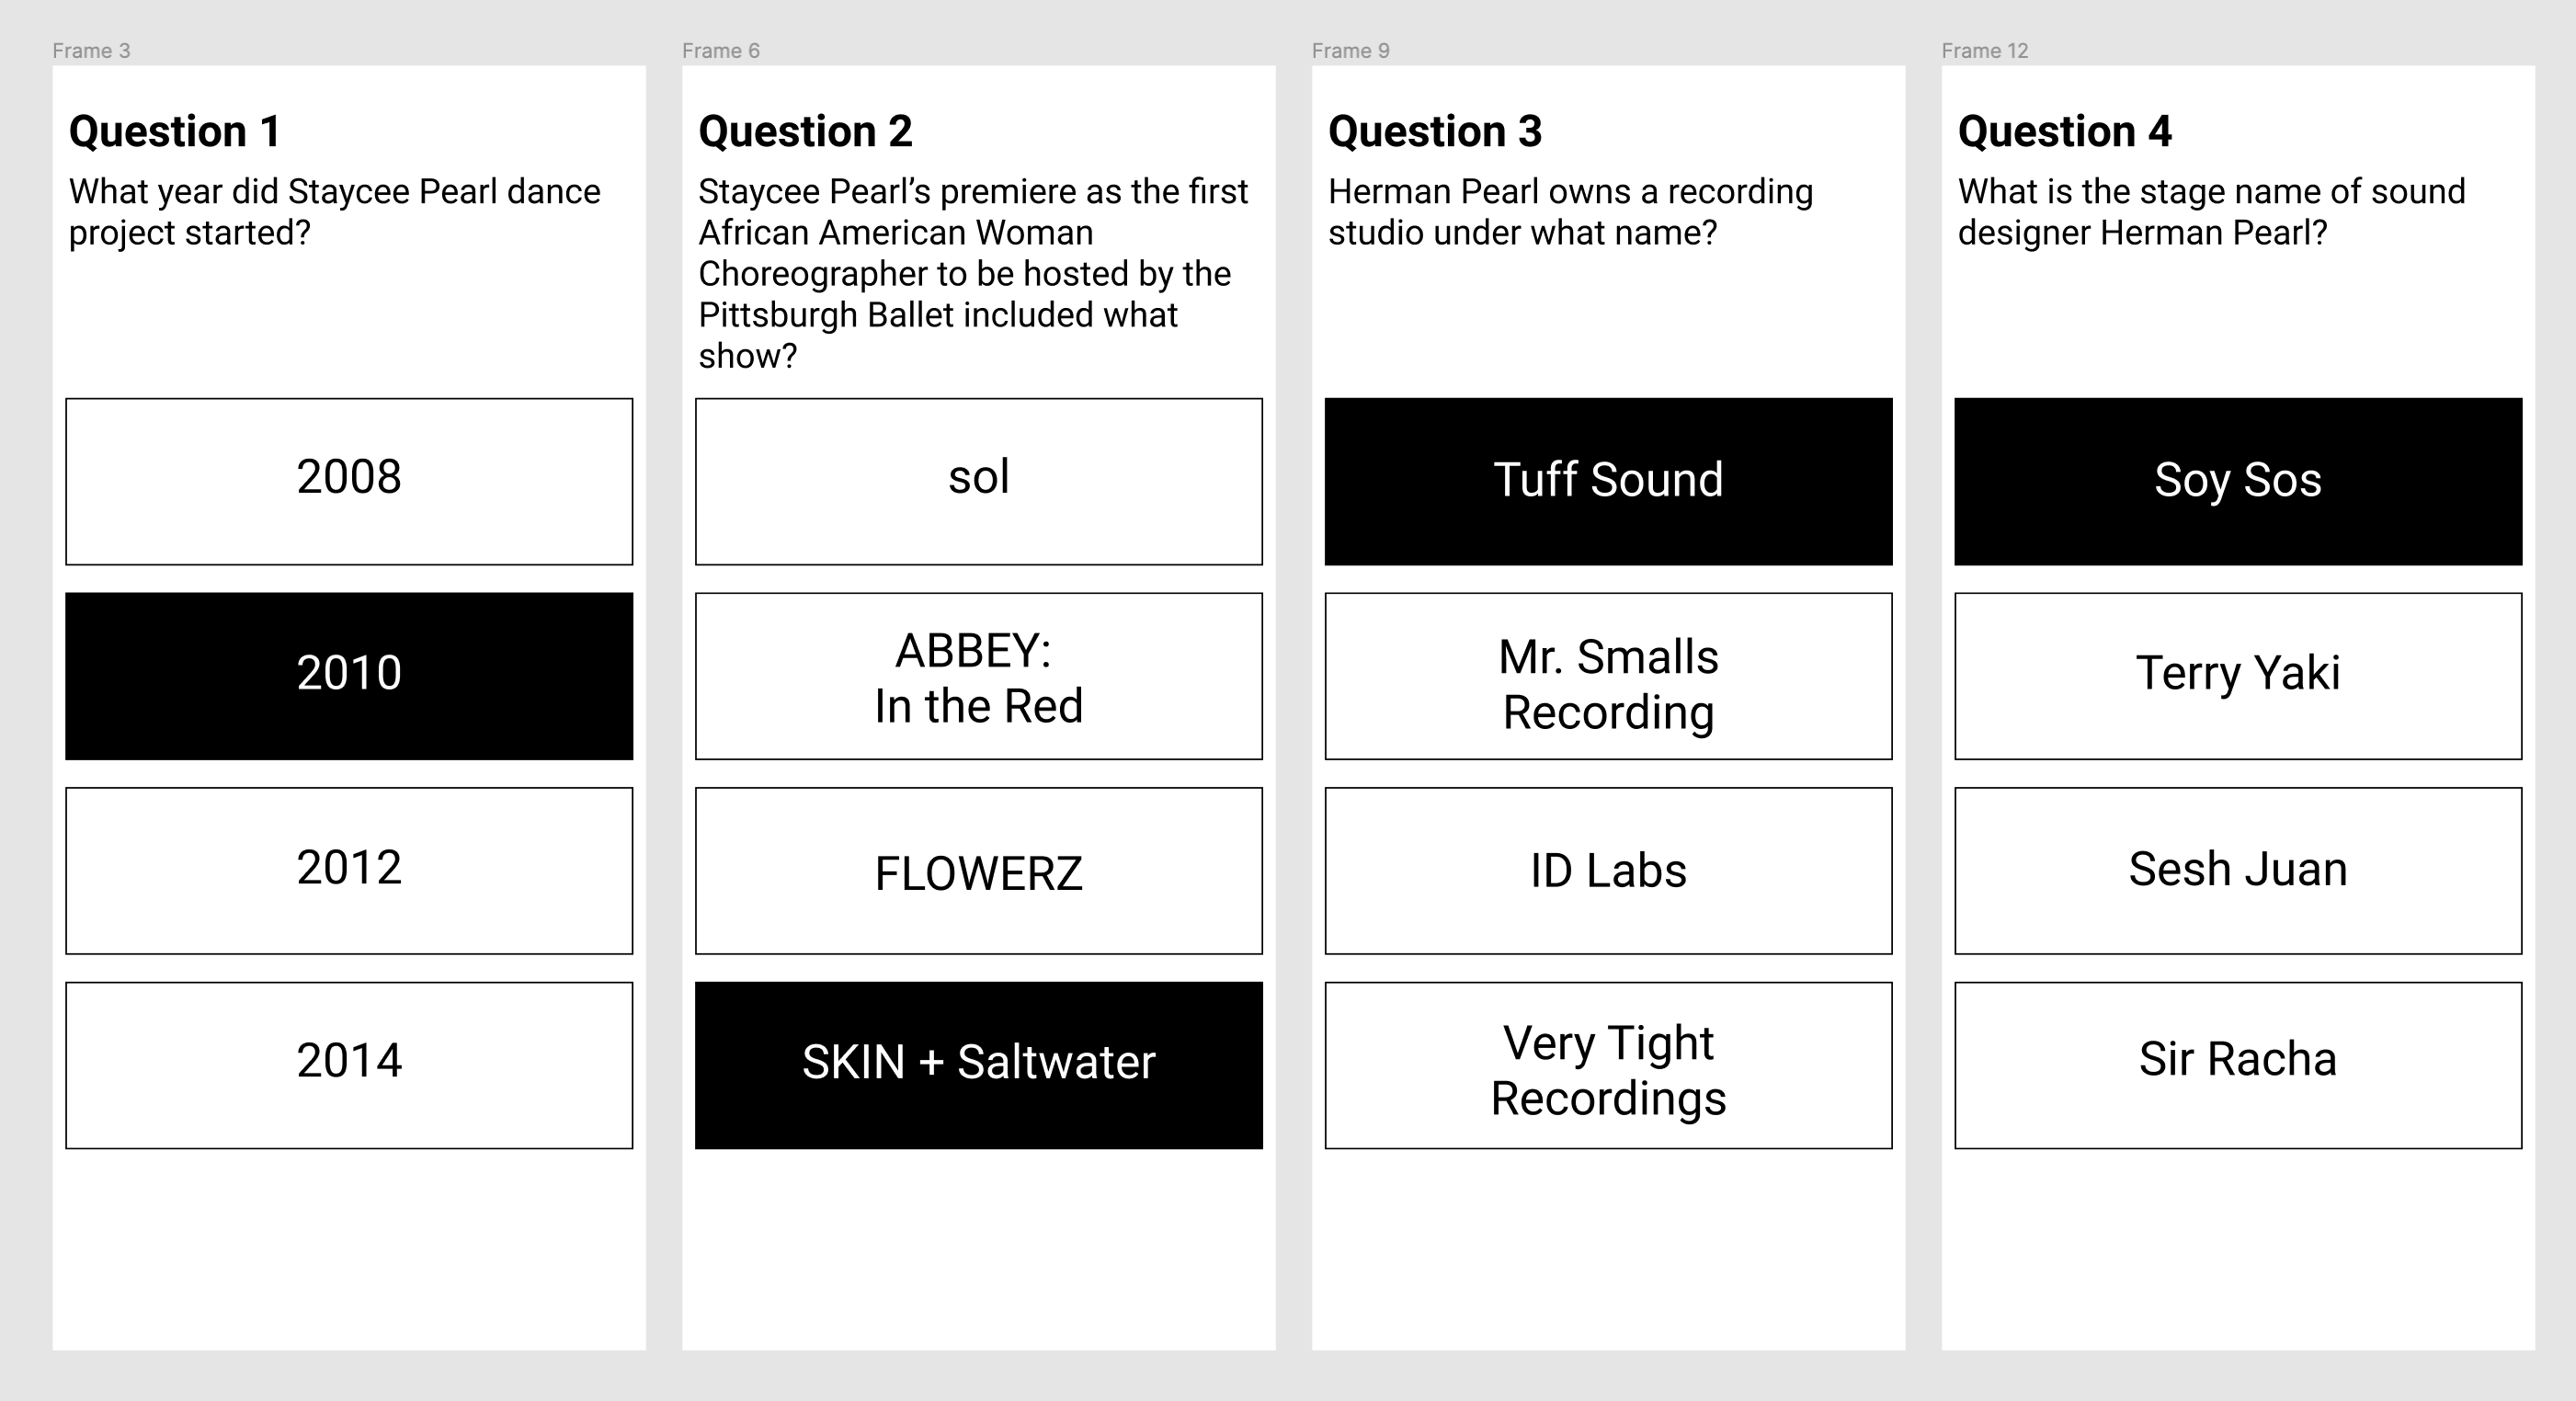 Frame 3
Question 1
What year did Staycee Pearl dance
project started?
2008
2010
2012
2014
Frame 6
Question 2
Staycee Pearl’s premiere as the first
African American Woman
Choreographer to be hosted by the
Pittsburgh Ballet included what
show?
sol
ABBEY:
In the Red
FLOWERZ
SKIN + Saltwater
Frame 9
Question 3
Herman Pearl owns a recording
studio under what name?
Tuff Sound
Mr. Smalls
Recording
ID Labs
Very Tight
Recordings
Frame 12
Question 4
What is the stage name of sound
designer Herman Pearl?
Soy Sos
Terry Yaki
Sesh Juan
Sir Racha